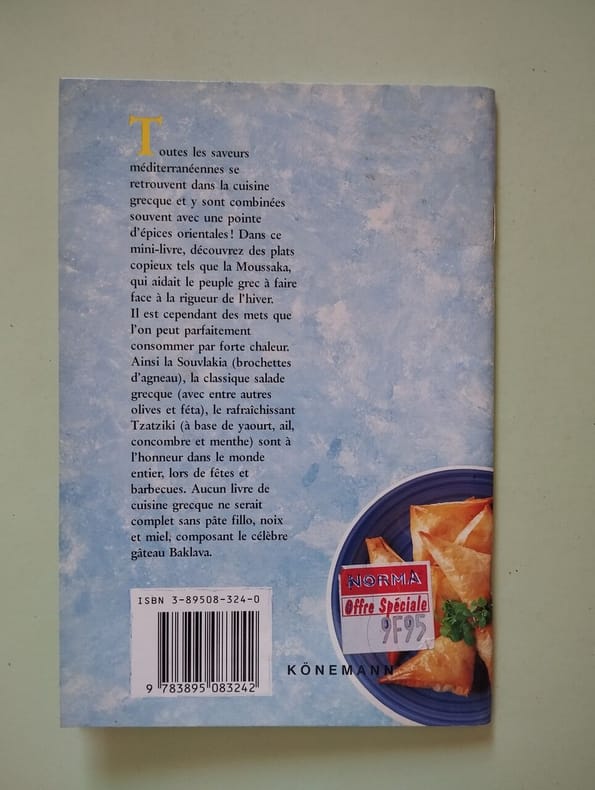 Toutes les saveurs
méditerranéennes se
retrouvent dans la cuisine
grecque et y sont combinées
souvent avec une pointe
d'épices orientales! Dans ce
mini-livre, découvrez des plats
copieux tels que la Moussaka,
qui aidait le peuple grec à faire
face à la rigueur de l'hiver.
Il est cependant des mets que
l'on peut parfaitement
consommer par forte chaleur.
Ainsi la Souvlakia (brochettes
d'agneau), la classique salade
grecque (avec entre autres
olives et féta), le rafraîchissant
Tzatziki (à base de yaourt, ail,
concombre et menthe) sont à
l'honneur dans le monde
entier, lors de fêtes et
barbecues. Aucun livre de
cuisine grecque ne serait
complet sans pâte fillo, noix
et miel, composant le célèbre
gâteau Baklava.
NORMA
Offre Spéciale
9F95
ISBN 3-89508-324-0
9 783895 083242
KÖNEMANN